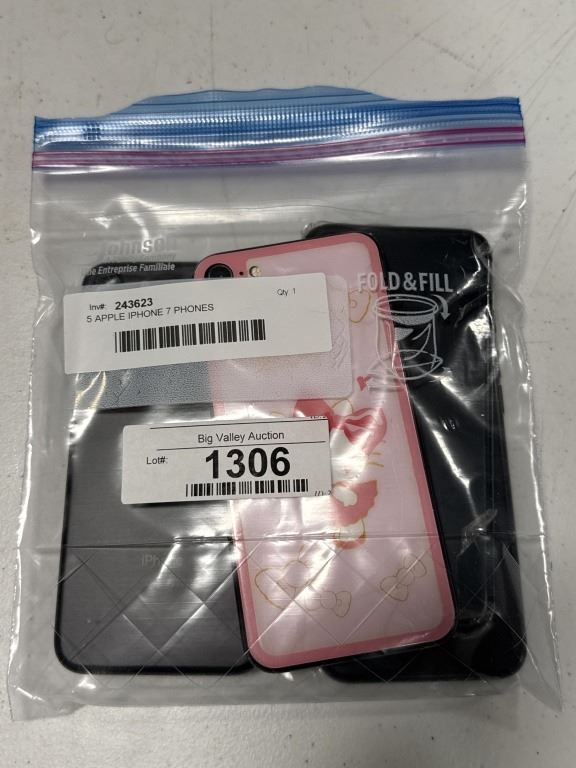 Johnson
Une Entreprise Familiale
FOLD & FILL
Inv#: 243623 Qty 1
5 APPLE IPHONE 7 PHONES
Big Valley Auction
Lot#: 1306